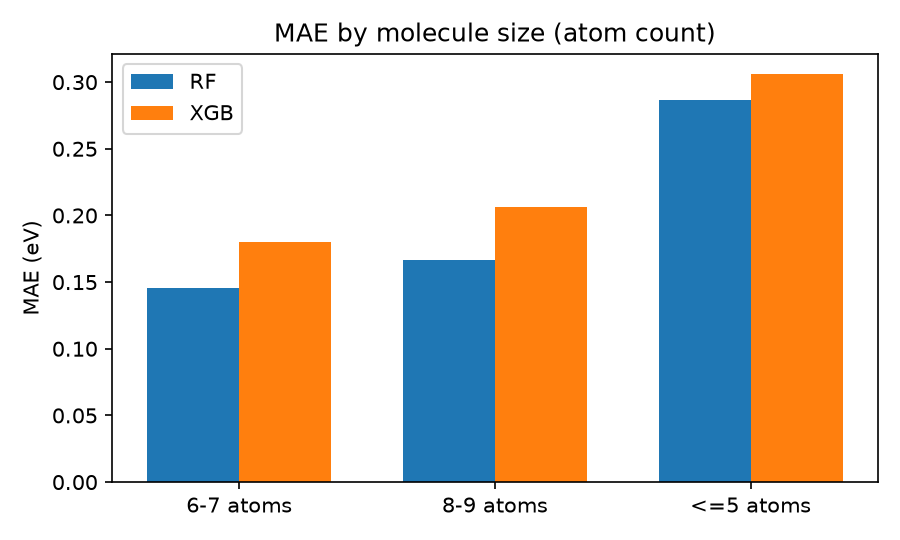 MAE by molecule size (atom count)
RF
XGB
MAE (eV)
0.30
0.25
0.20
0.15
0.10
0.05
0.00
6-7 atoms
8-9 atoms
<=5 atoms